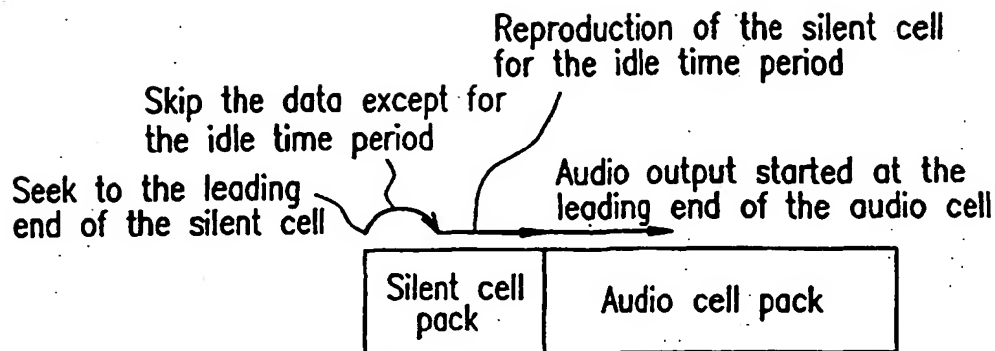 Reproduction of the silent cell
for the idle time period
Skip the data except for
the idle time period
Seek to the leading
end of the silent cell
Audio output started at the
leading end of the audio cell
Silent cell
pack
Audio cell pack